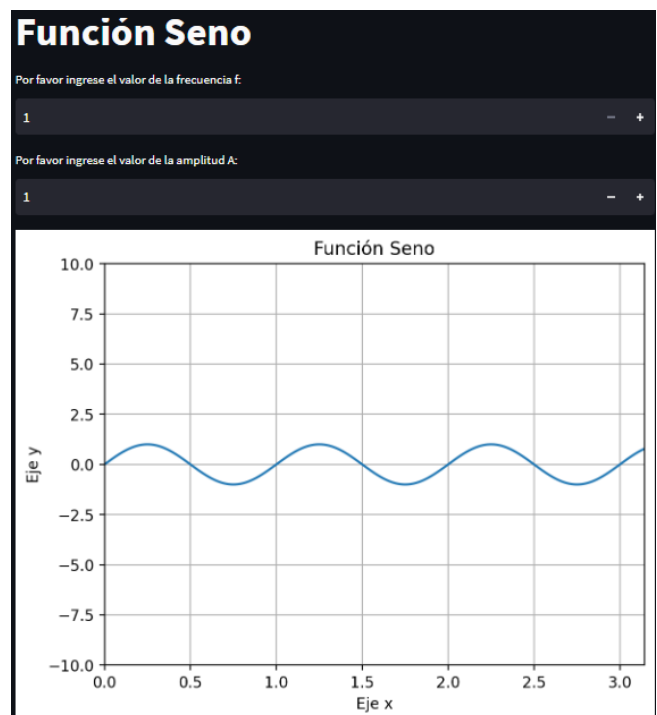 Función Seno
Por favor ingrese el valor de la frecuencia f:
1 − +
Por favor ingrese el valor de la amplitud A:
1 − +
Función Seno
10.0
7.5
5.0
2.5
0.0
−2.5
−5.0
−7.5
−10.0
Eje y
0.0 0.5 1.0 1.5 2.0 2.5 3.0
Eje x